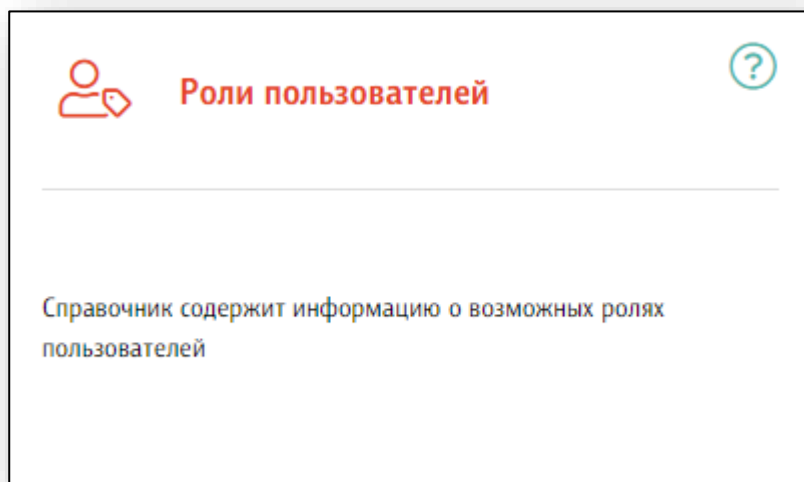 Роли пользователей
?
Справочник содержит информацию о возможных ролях
пользователей